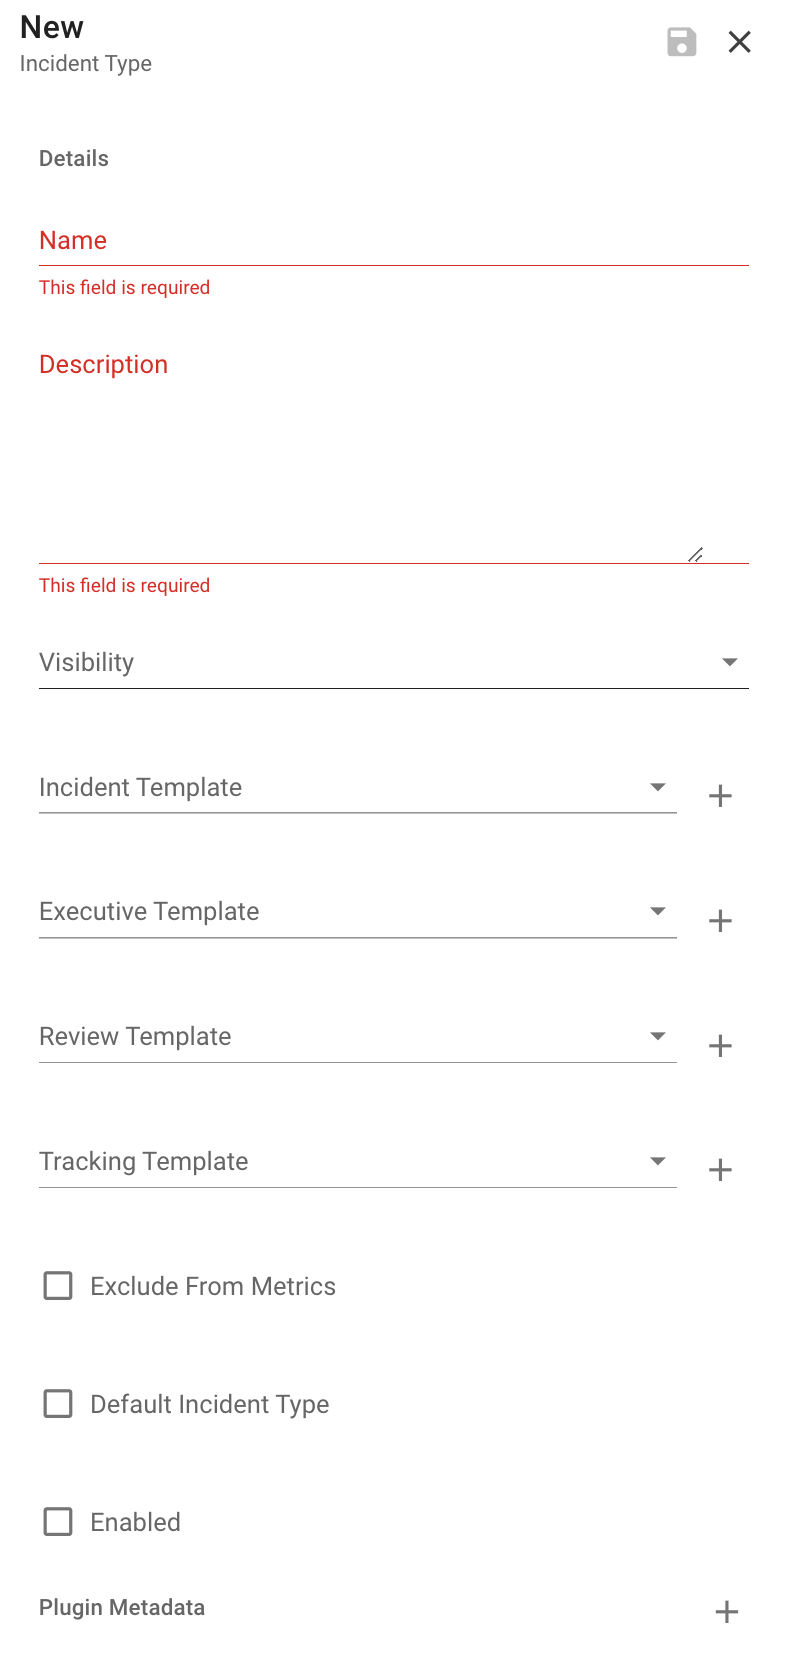 New
Incident Type
Details
Name
This field is required
Description
This field is required
Visibility
Incident Template
Executive Template
Review Template
Tracking Template
Exclude From Metrics
Default Incident Type
Enabled
Plugin Metadata